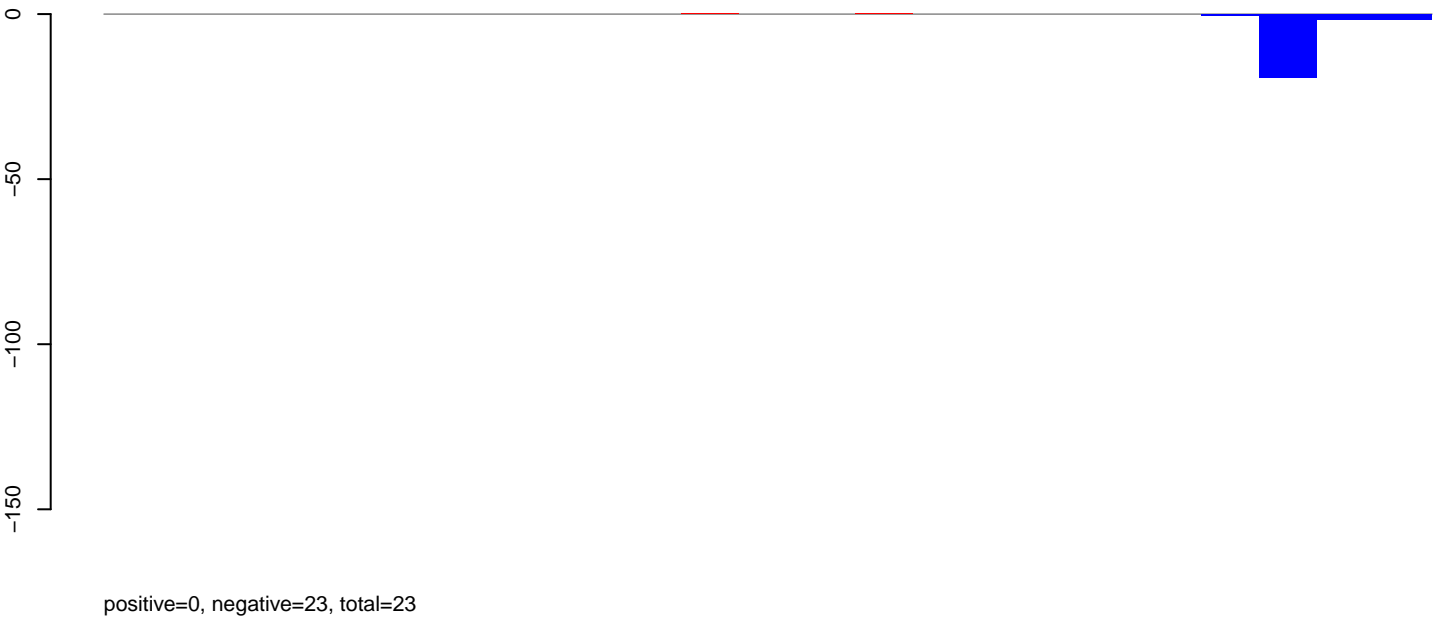 0
−50
−100
−150
positive=0, negative=23, total=23